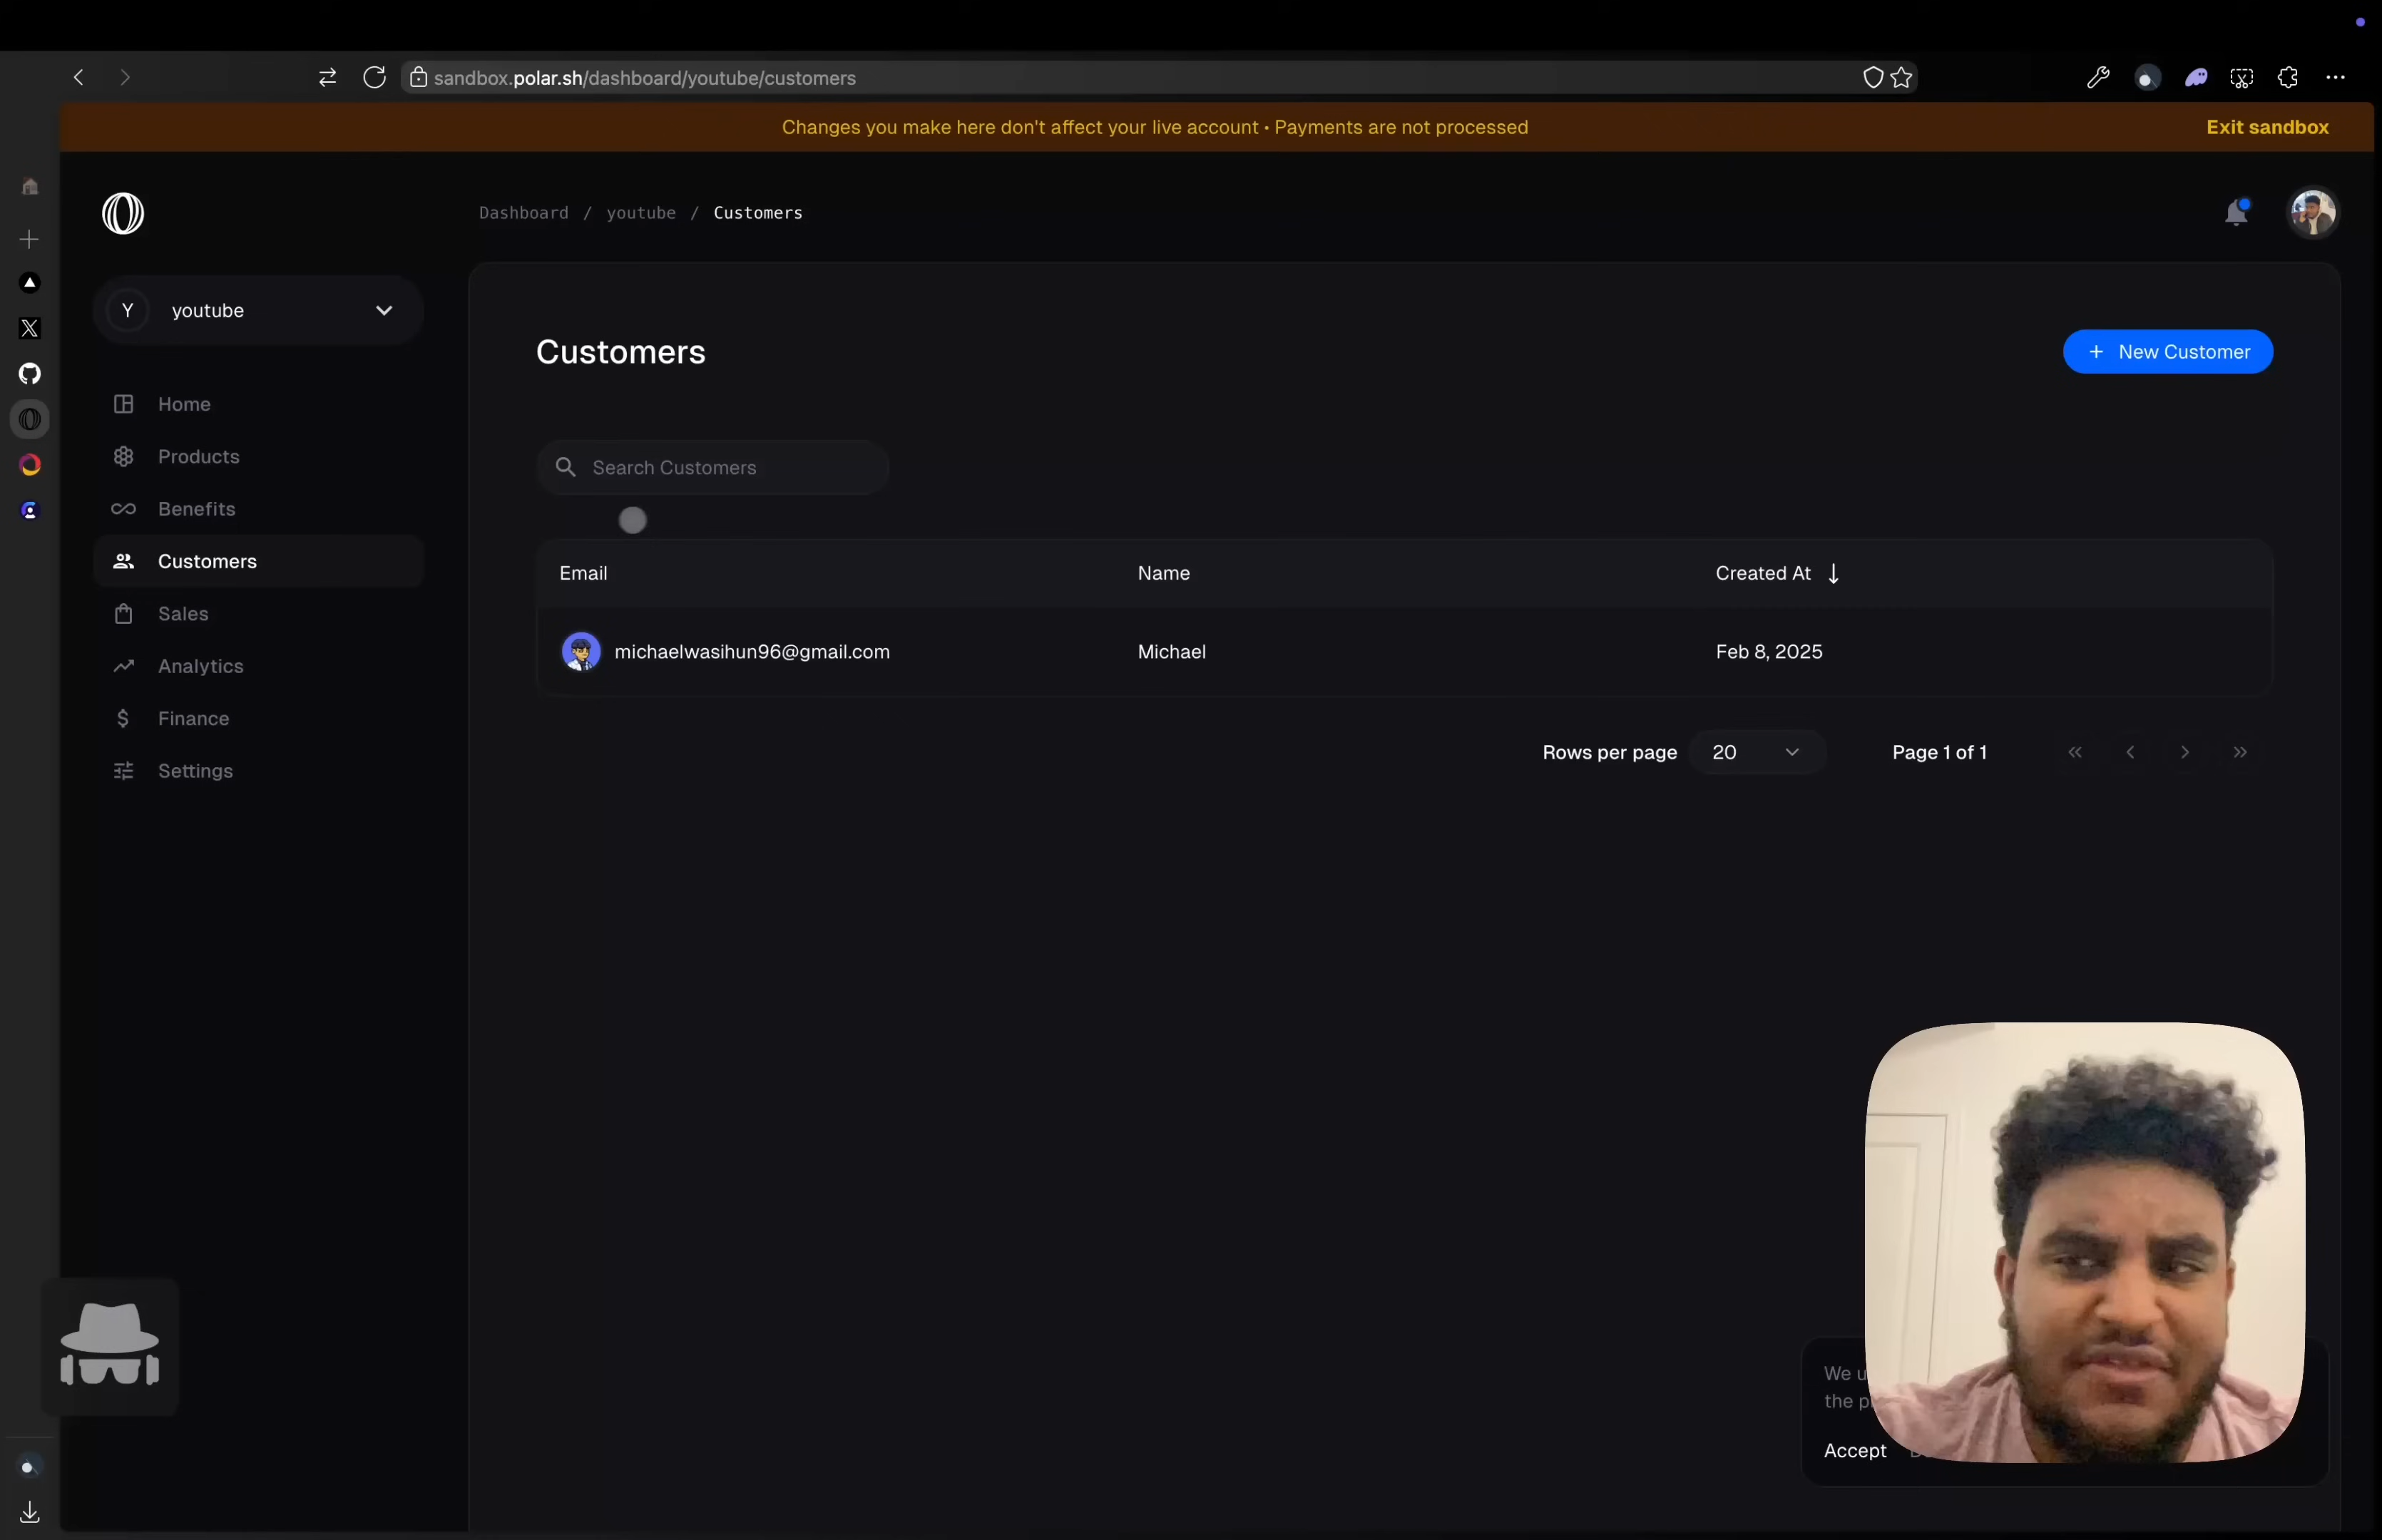 sandbox.polar.sh/dashboard/youtube/customers
Changes you make here don't affect your live account • Payments are not processed
Exit sandbox
Dashboard / youtube / Customers
Y youtube
Home
Products
Benefits
Customers
Sales
Analytics
Finance
Settings
Customers
+ New Customer
Search Customers
Email Name Created At ↓
michaelwasihun96@gmail.com Michael Feb 8, 2025
Rows per page 20 Page 1 of 1
We
the
Accept